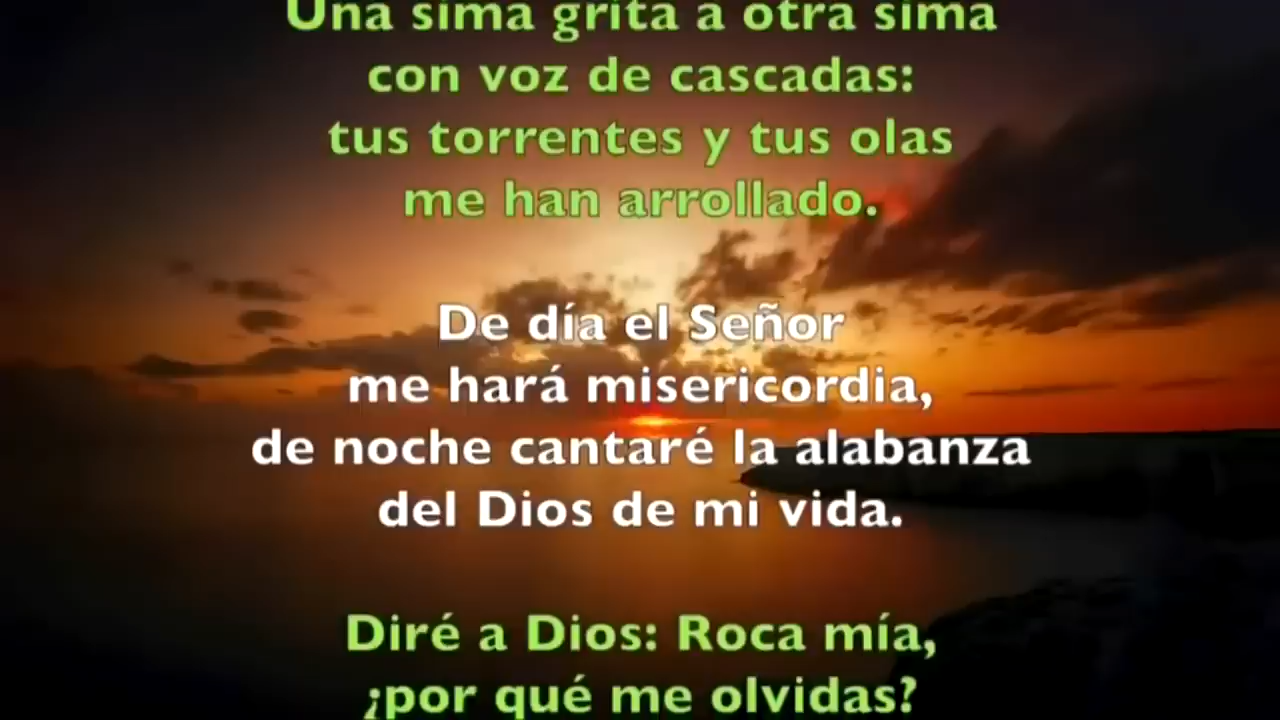 Una sima grita a otra sima
con voz de cascadas:
tus torrentes y tus olas
me han arrollado.
De día el Señor
me hará misericordia,
de noche cantaré la alabanza
del Dios de mi vida.
Diré a Dios: Roca mía,
¿por qué me olvidas?